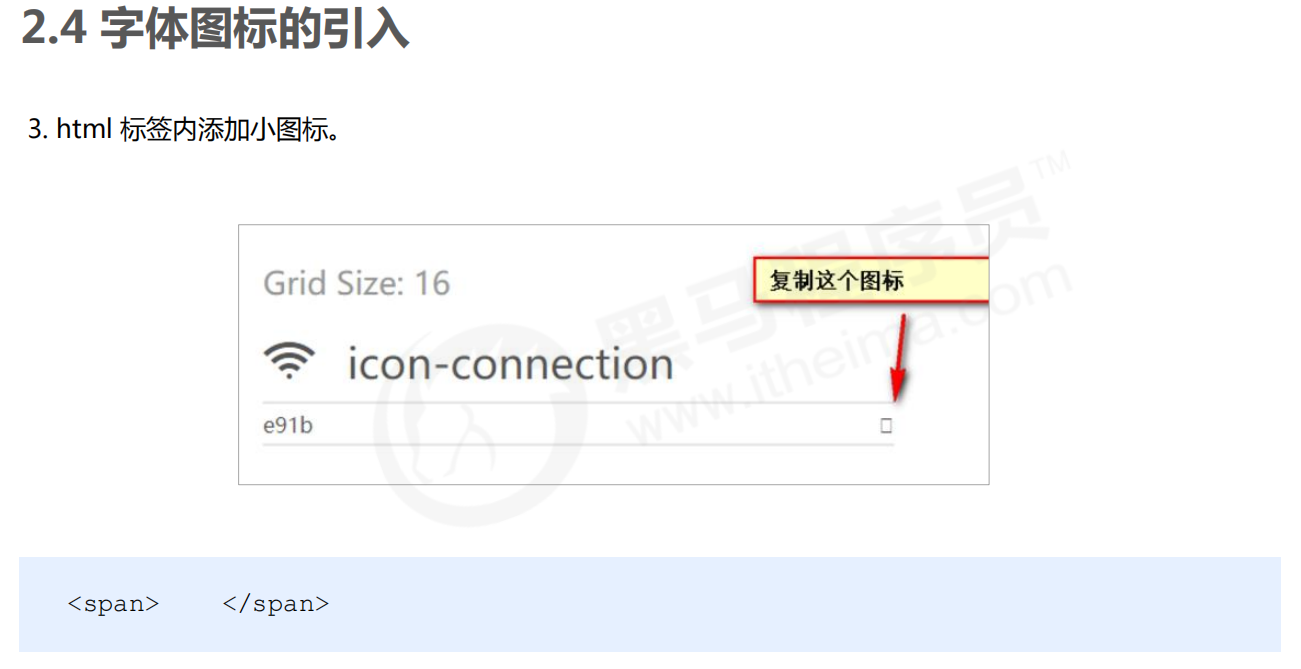 2.4 字体图标的引入
3. html 标签内添加小图标。
Grid Size: 16
复制这个图标
icon-connection
e91b
<span>    </span>
黑马程序员™
www.itheima.com